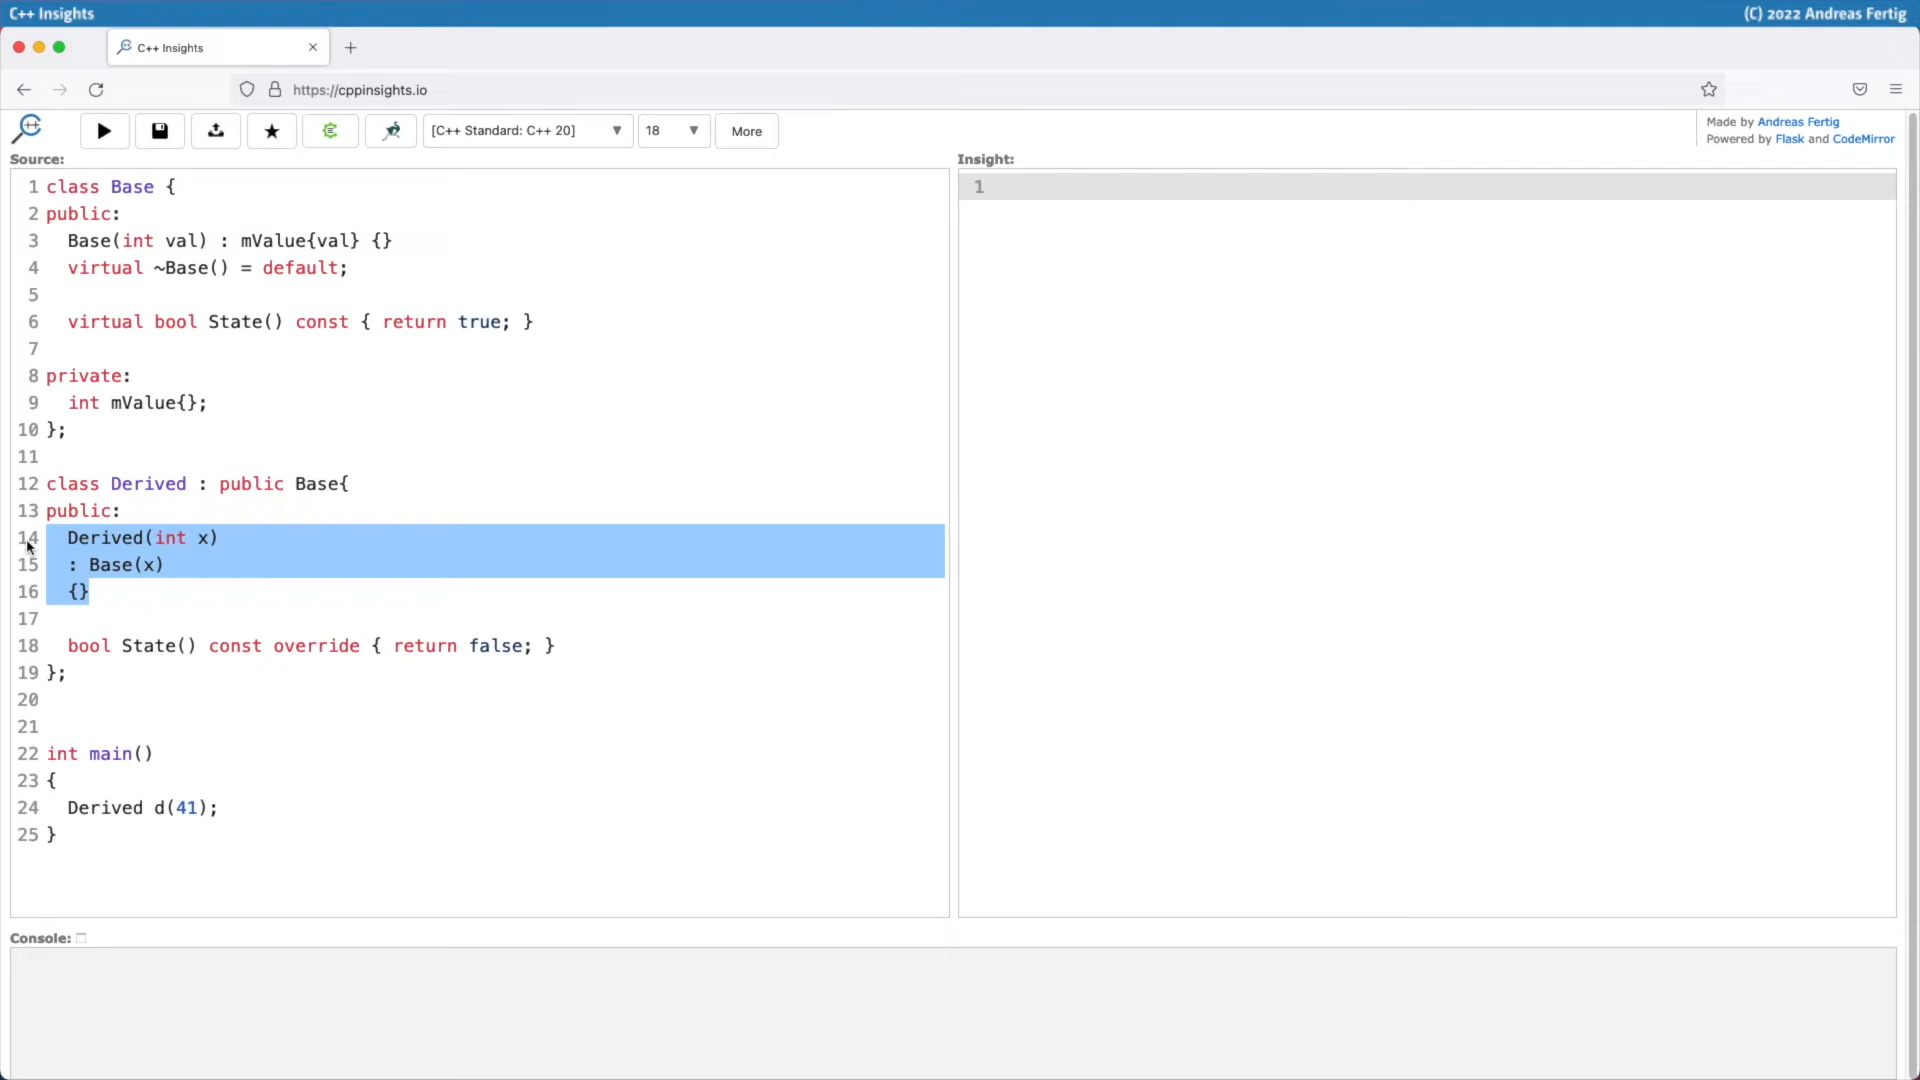 C++ Insights
(C) 2022 Andreas Fertig
C++ Insights
https://cppinsights.io
[C++ Standard: C++ 20]
18
More
Made by Andreas Fertig
Powered by Flask and CodeMirror
Source:
Insight:
1 class Base {
2 public:
3   Base(int val) : mValue{val} {}
4   virtual ~Base() = default;
5
6   virtual bool State() const { return true; }
7
8 private:
9   int mValue{};
10 };
11
12 class Derived : public Base{
13 public:
14   Derived(int x)
15   : Base(x)
16   {}
17
18   bool State() const override { return false; }
19 };
20
21
22 int main()
23 {
24   Derived d(41);
25 }
1
Console: